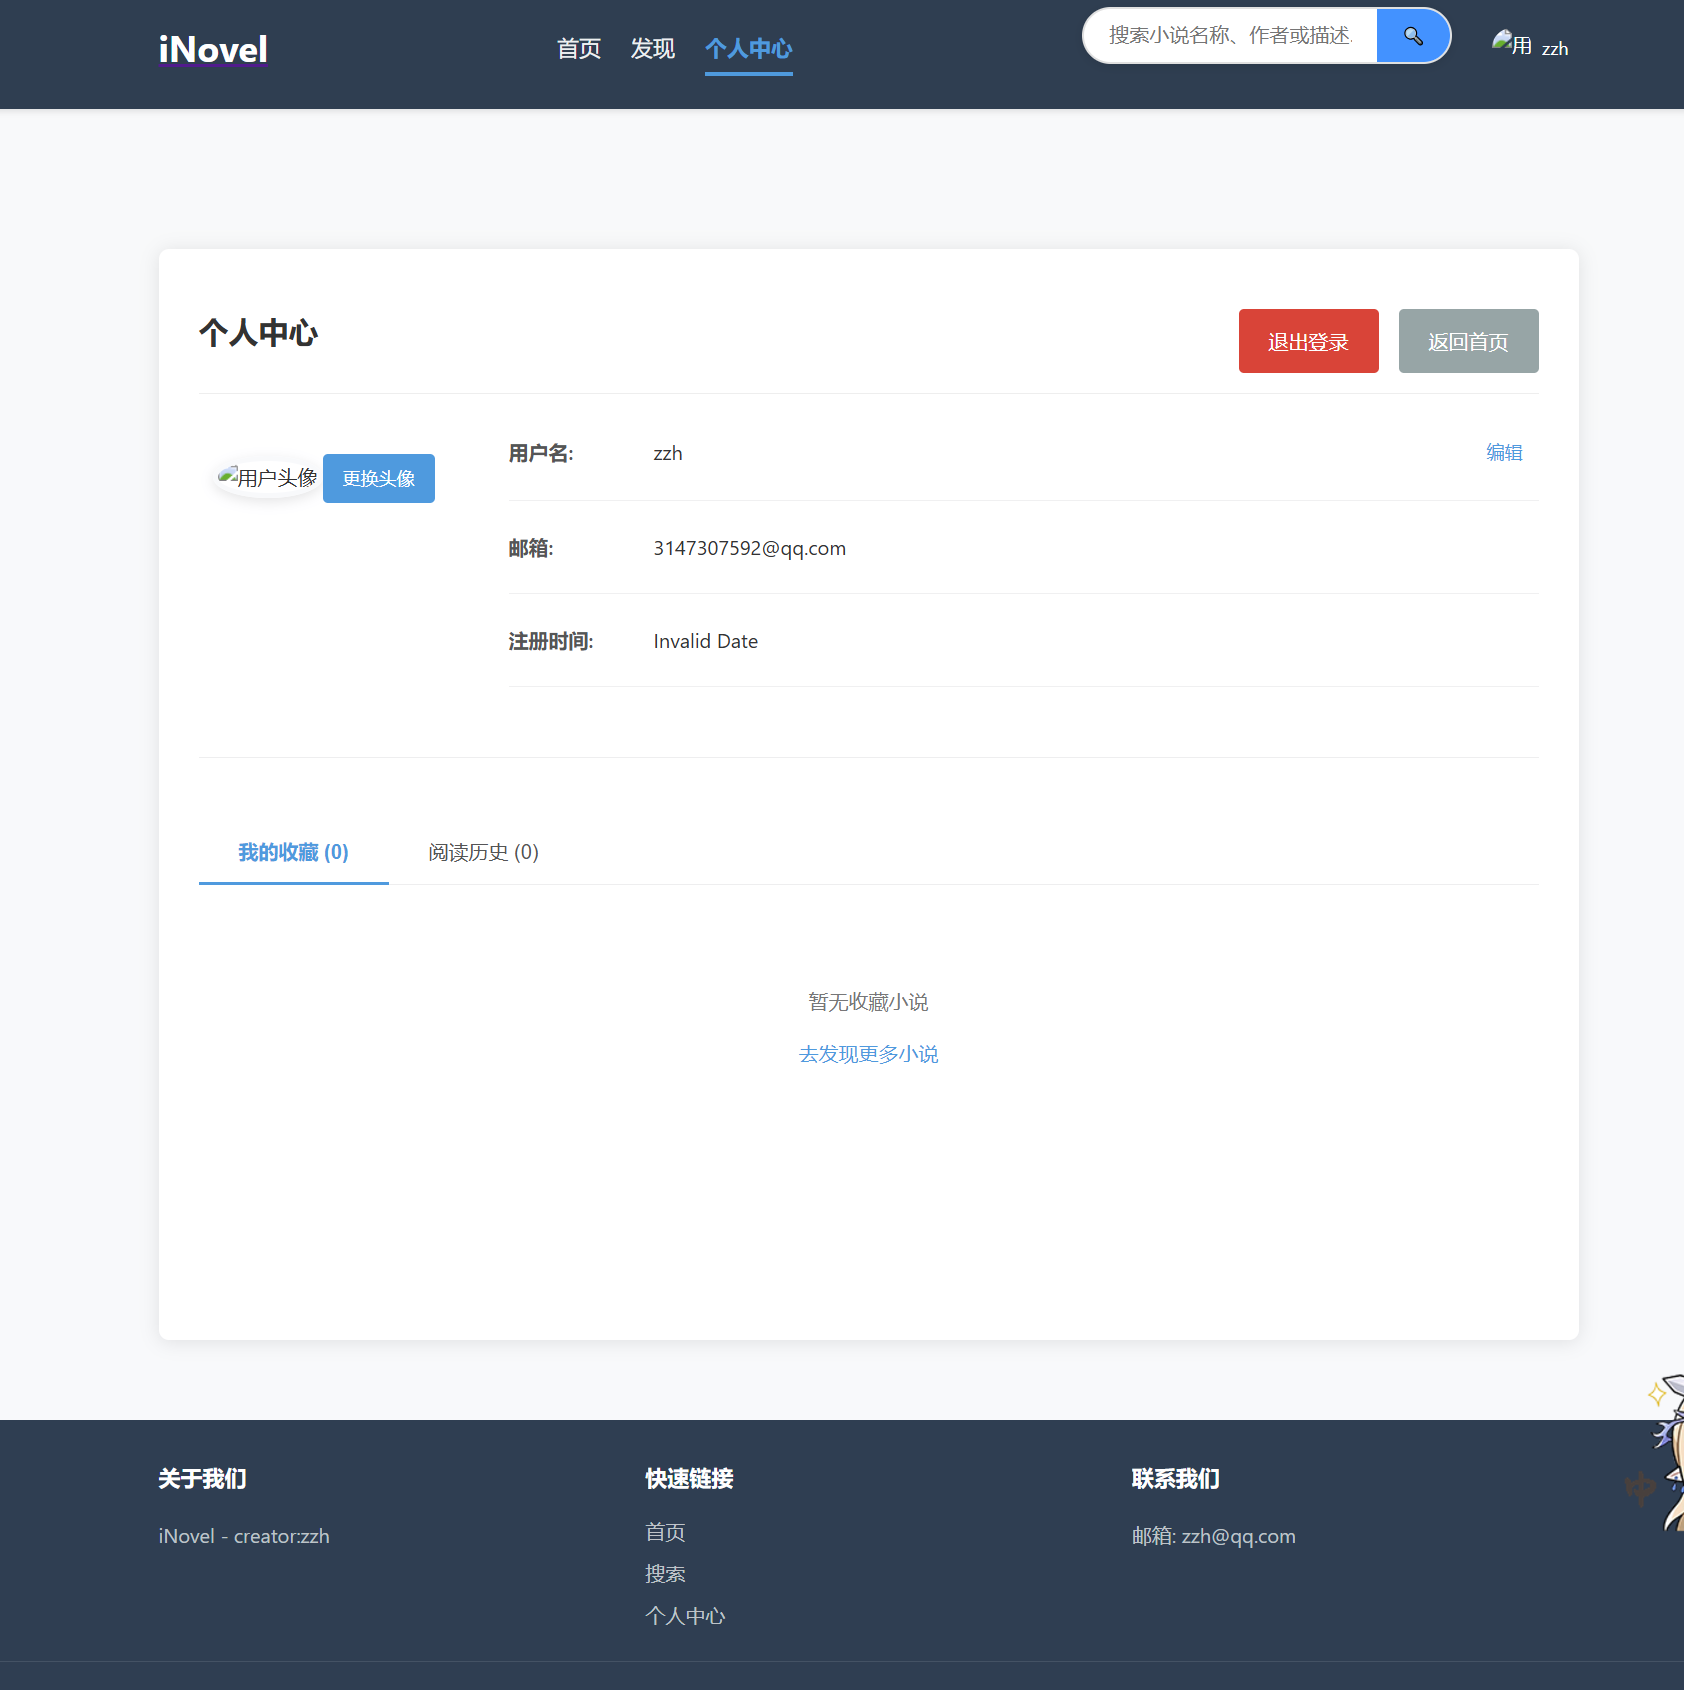 iNovel
首页
发现
个人中心
搜索小说名称、作者或描述.
用
zzh
个人中心
退出登录
返回首页
用户头像
更换头像
用户名:
zzh
编辑
邮箱:
3147307592@qq.com
注册时间:
Invalid Date
我的收藏 (0)
阅读历史 (0)
暂无收藏小说
去发现更多小说
中
关于我们
iNovel - creator:zzh
快速链接
首页
搜索
个人中心
联系我们
邮箱: zzh@qq.com